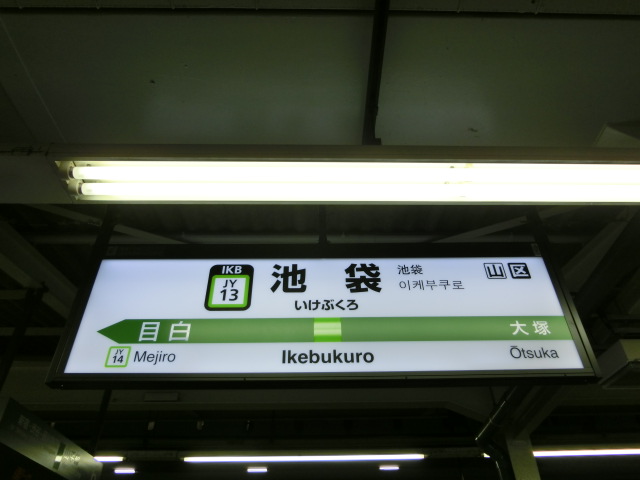 IKB
JY
13
池袋
いけぶくろ
池袋
이케부쿠로
山区
目白
大塚
JY
14
Mejiro
Ikebukuro
Ōtsuka